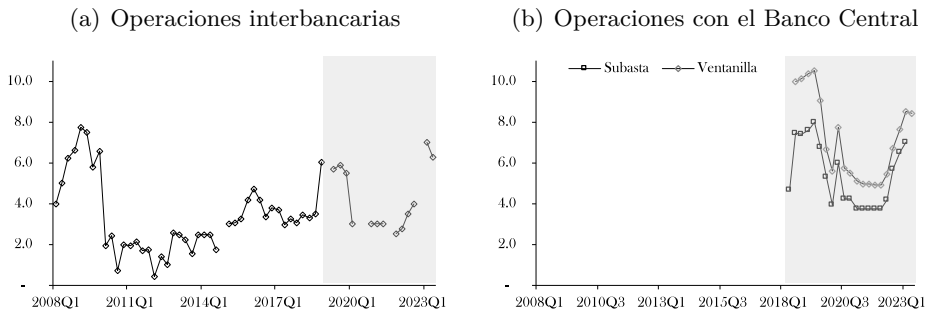 (a) Operaciones interbancarias
10.0
8.0
6.0
4.0
2.0
-
2008Q1 2011Q1 2014Q1 2017Q1 2020Q1 2023Q1
(b) Operaciones con el Banco Central
Subasta Ventanilla
10.0
8.0
6.0
4.0
2.0
-
2008Q1 2010Q3 2013Q1 2015Q3 2018Q1 2020Q3 2023Q1